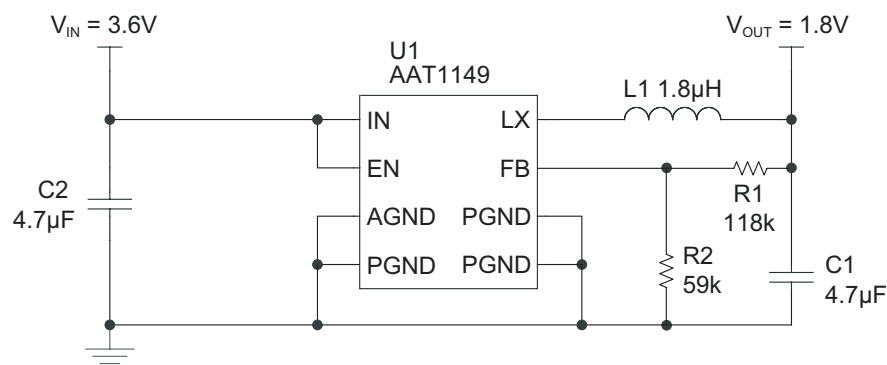 V_IN = 3.6V
V_OUT = 1.8V
U1
AAT1149
L1 1.8µH
IN
LX
EN
FB
C2
4.7µF
R1
118k
AGND
PGND
PGND
PGND
R2
59k
C1
4.7µF